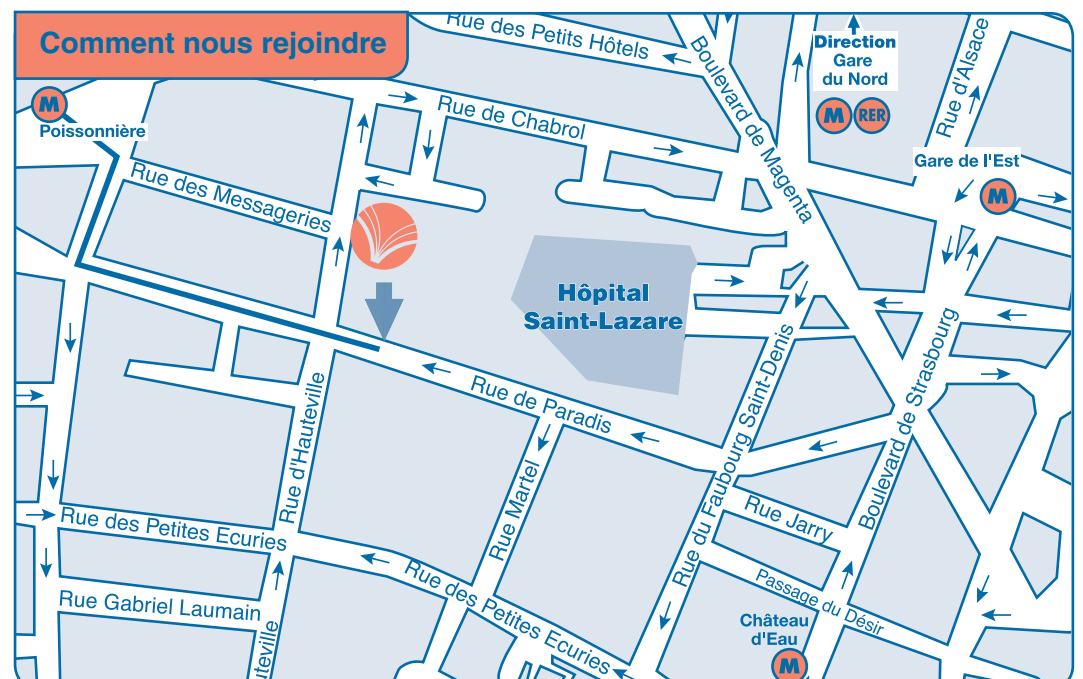 Comment nous rejoindre
Rue des Petits Hôtels
Boulevard de Magenta
Direction
Gare
du Nord
M
RER
Rue d'Alsace
M
Poissonnière
Rue de Chabrol
Gare de l'Est
M
Rue des Messageries
Hôpital
Saint-Lazare
Rue de Paradis
Rue d'Hauteville
Rue du Faubourg Saint-Denis
Boulevard de Strasbourg
Rue Martel
Rue Jarry
Rue des Petites Ecuries
Rue des Petites Ecuries
Passage du Désir
Rue Gabriel Laumain
uteville
Château
d'Eau
M